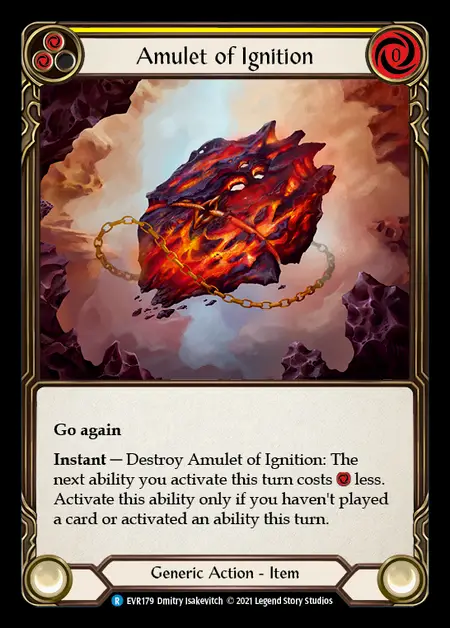 Amulet of Ignition
0
Go again
Instant — Destroy Amulet of Ignition: The
next ability you activate this turn costs less.
Activate this ability only if you haven't played
a card or activated an ability this turn.
Generic Action - Item
R EVR179 Dmitry Isakevitch © 2021 Legend Story Studios